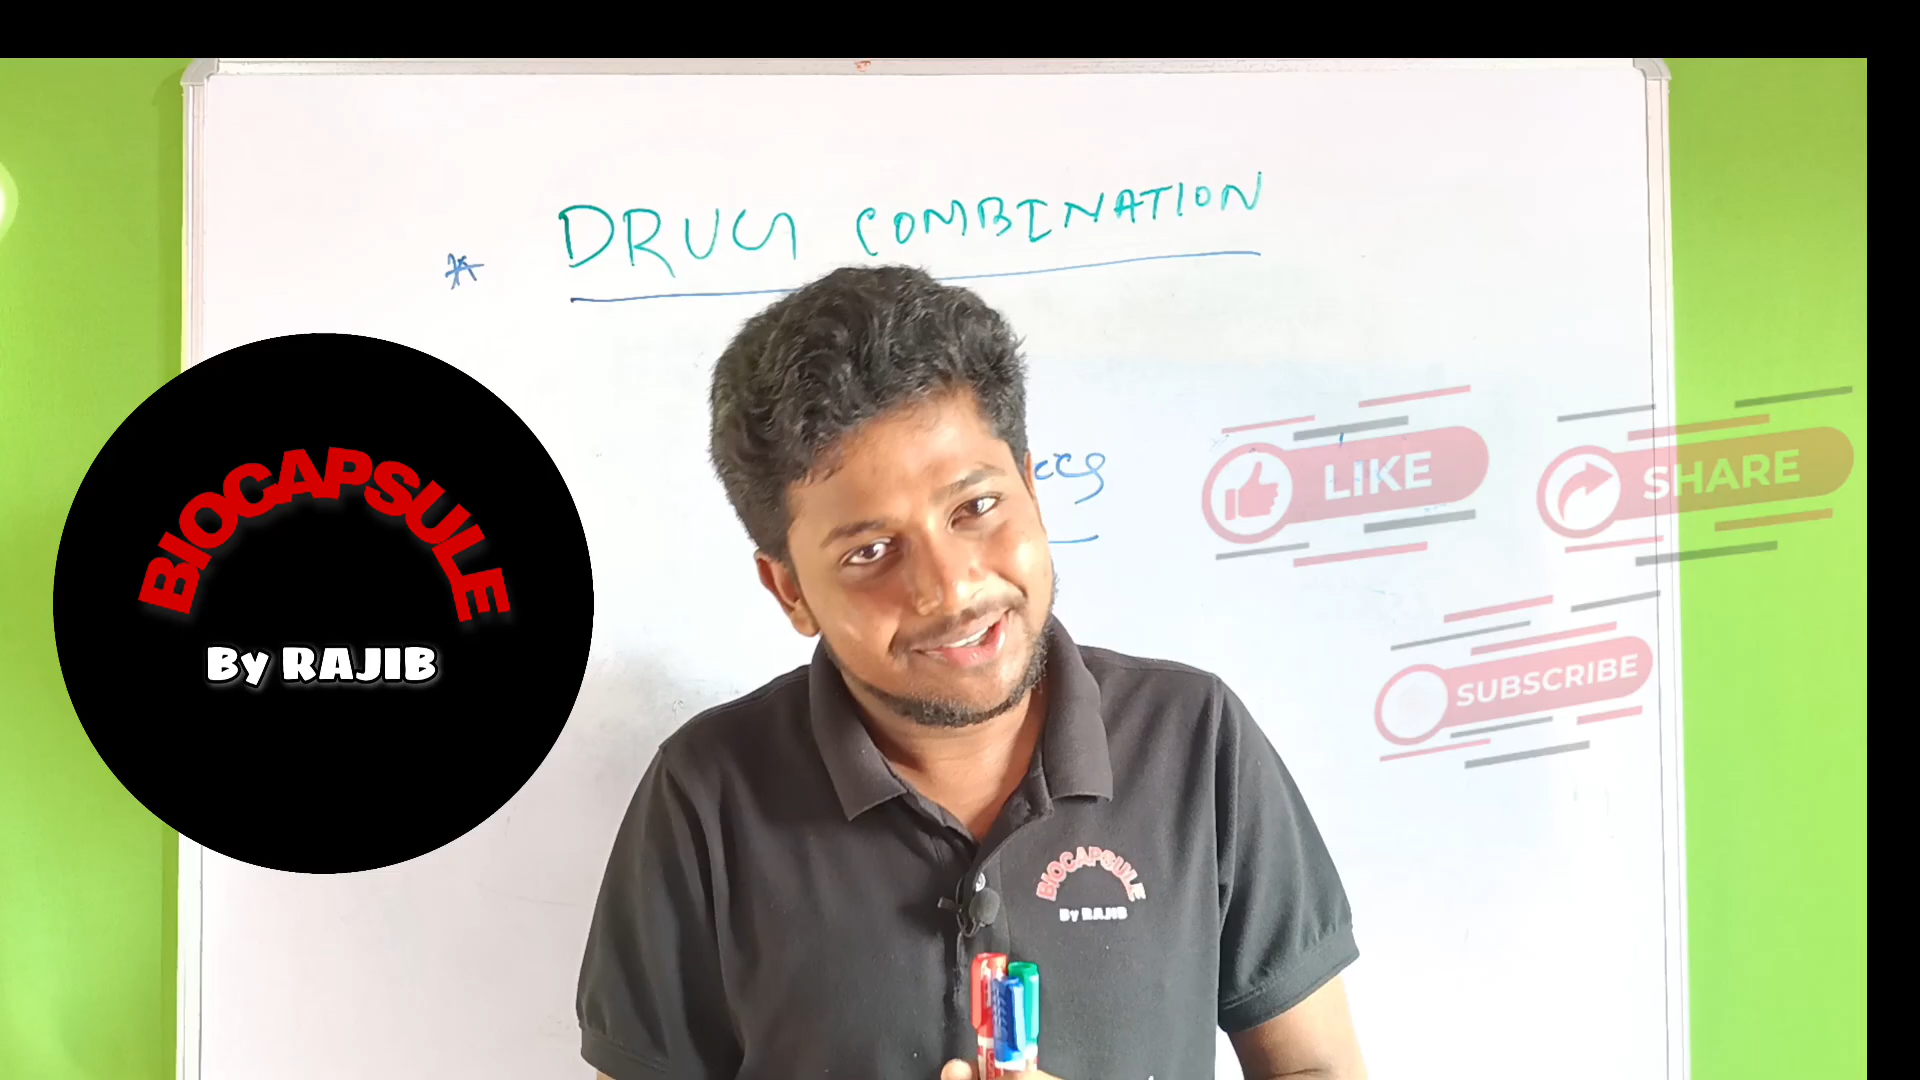 * DRUG COMBINATION
BIOCAPSULE
By RAJIB
LIKE
SHARE
SUBSCRIBE
BIOCAPSULE
By RAJIB